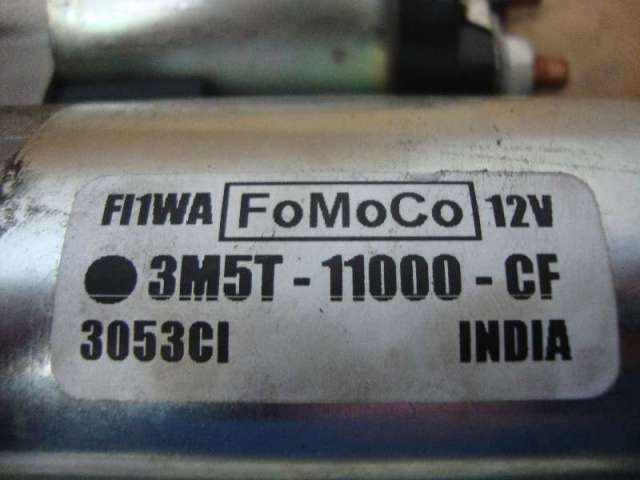 FI1WA FoMoCo 12V
3M5T - 11000 - CF
3053CI INDIA